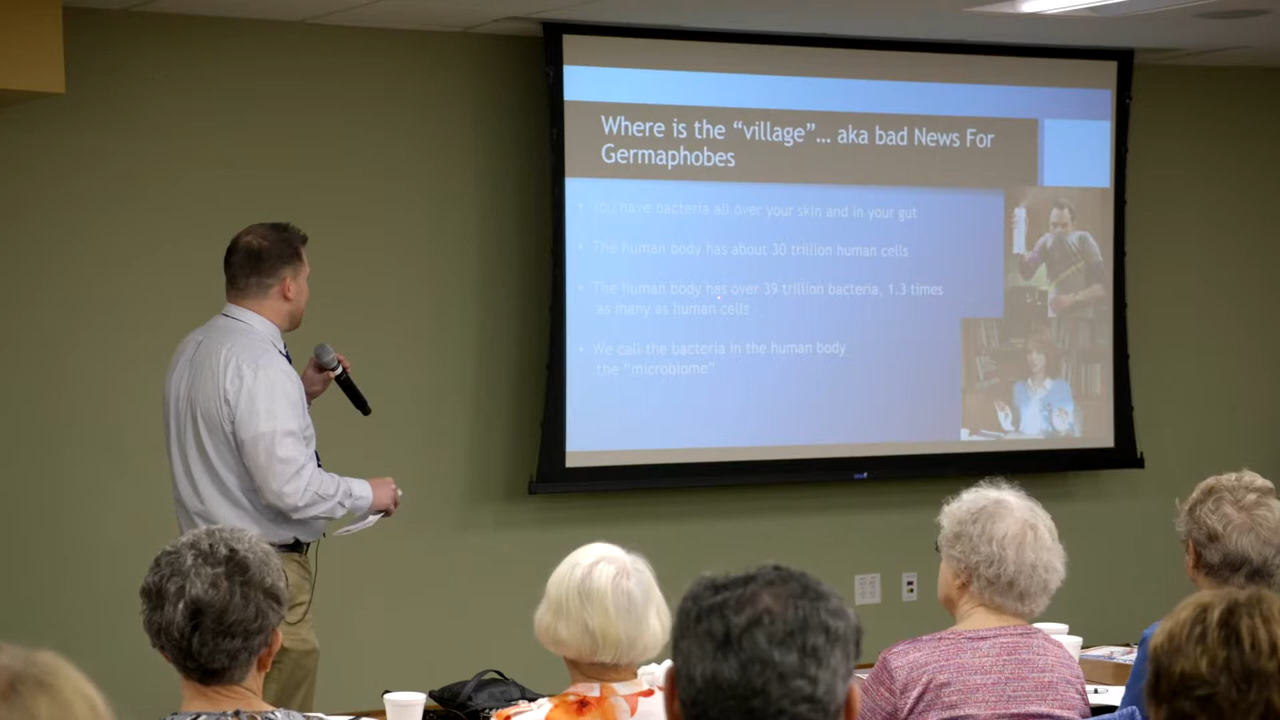 Where is the “village”… aka bad News For
Germaphobes
• You have bacteria all over your skin and in your gut
• The human body has about 30 trillion human cells
• The human body has over 39 trillion bacteria, 1.3 times
as many as human cells
• We call the bacteria in the human body
the “microbiome”